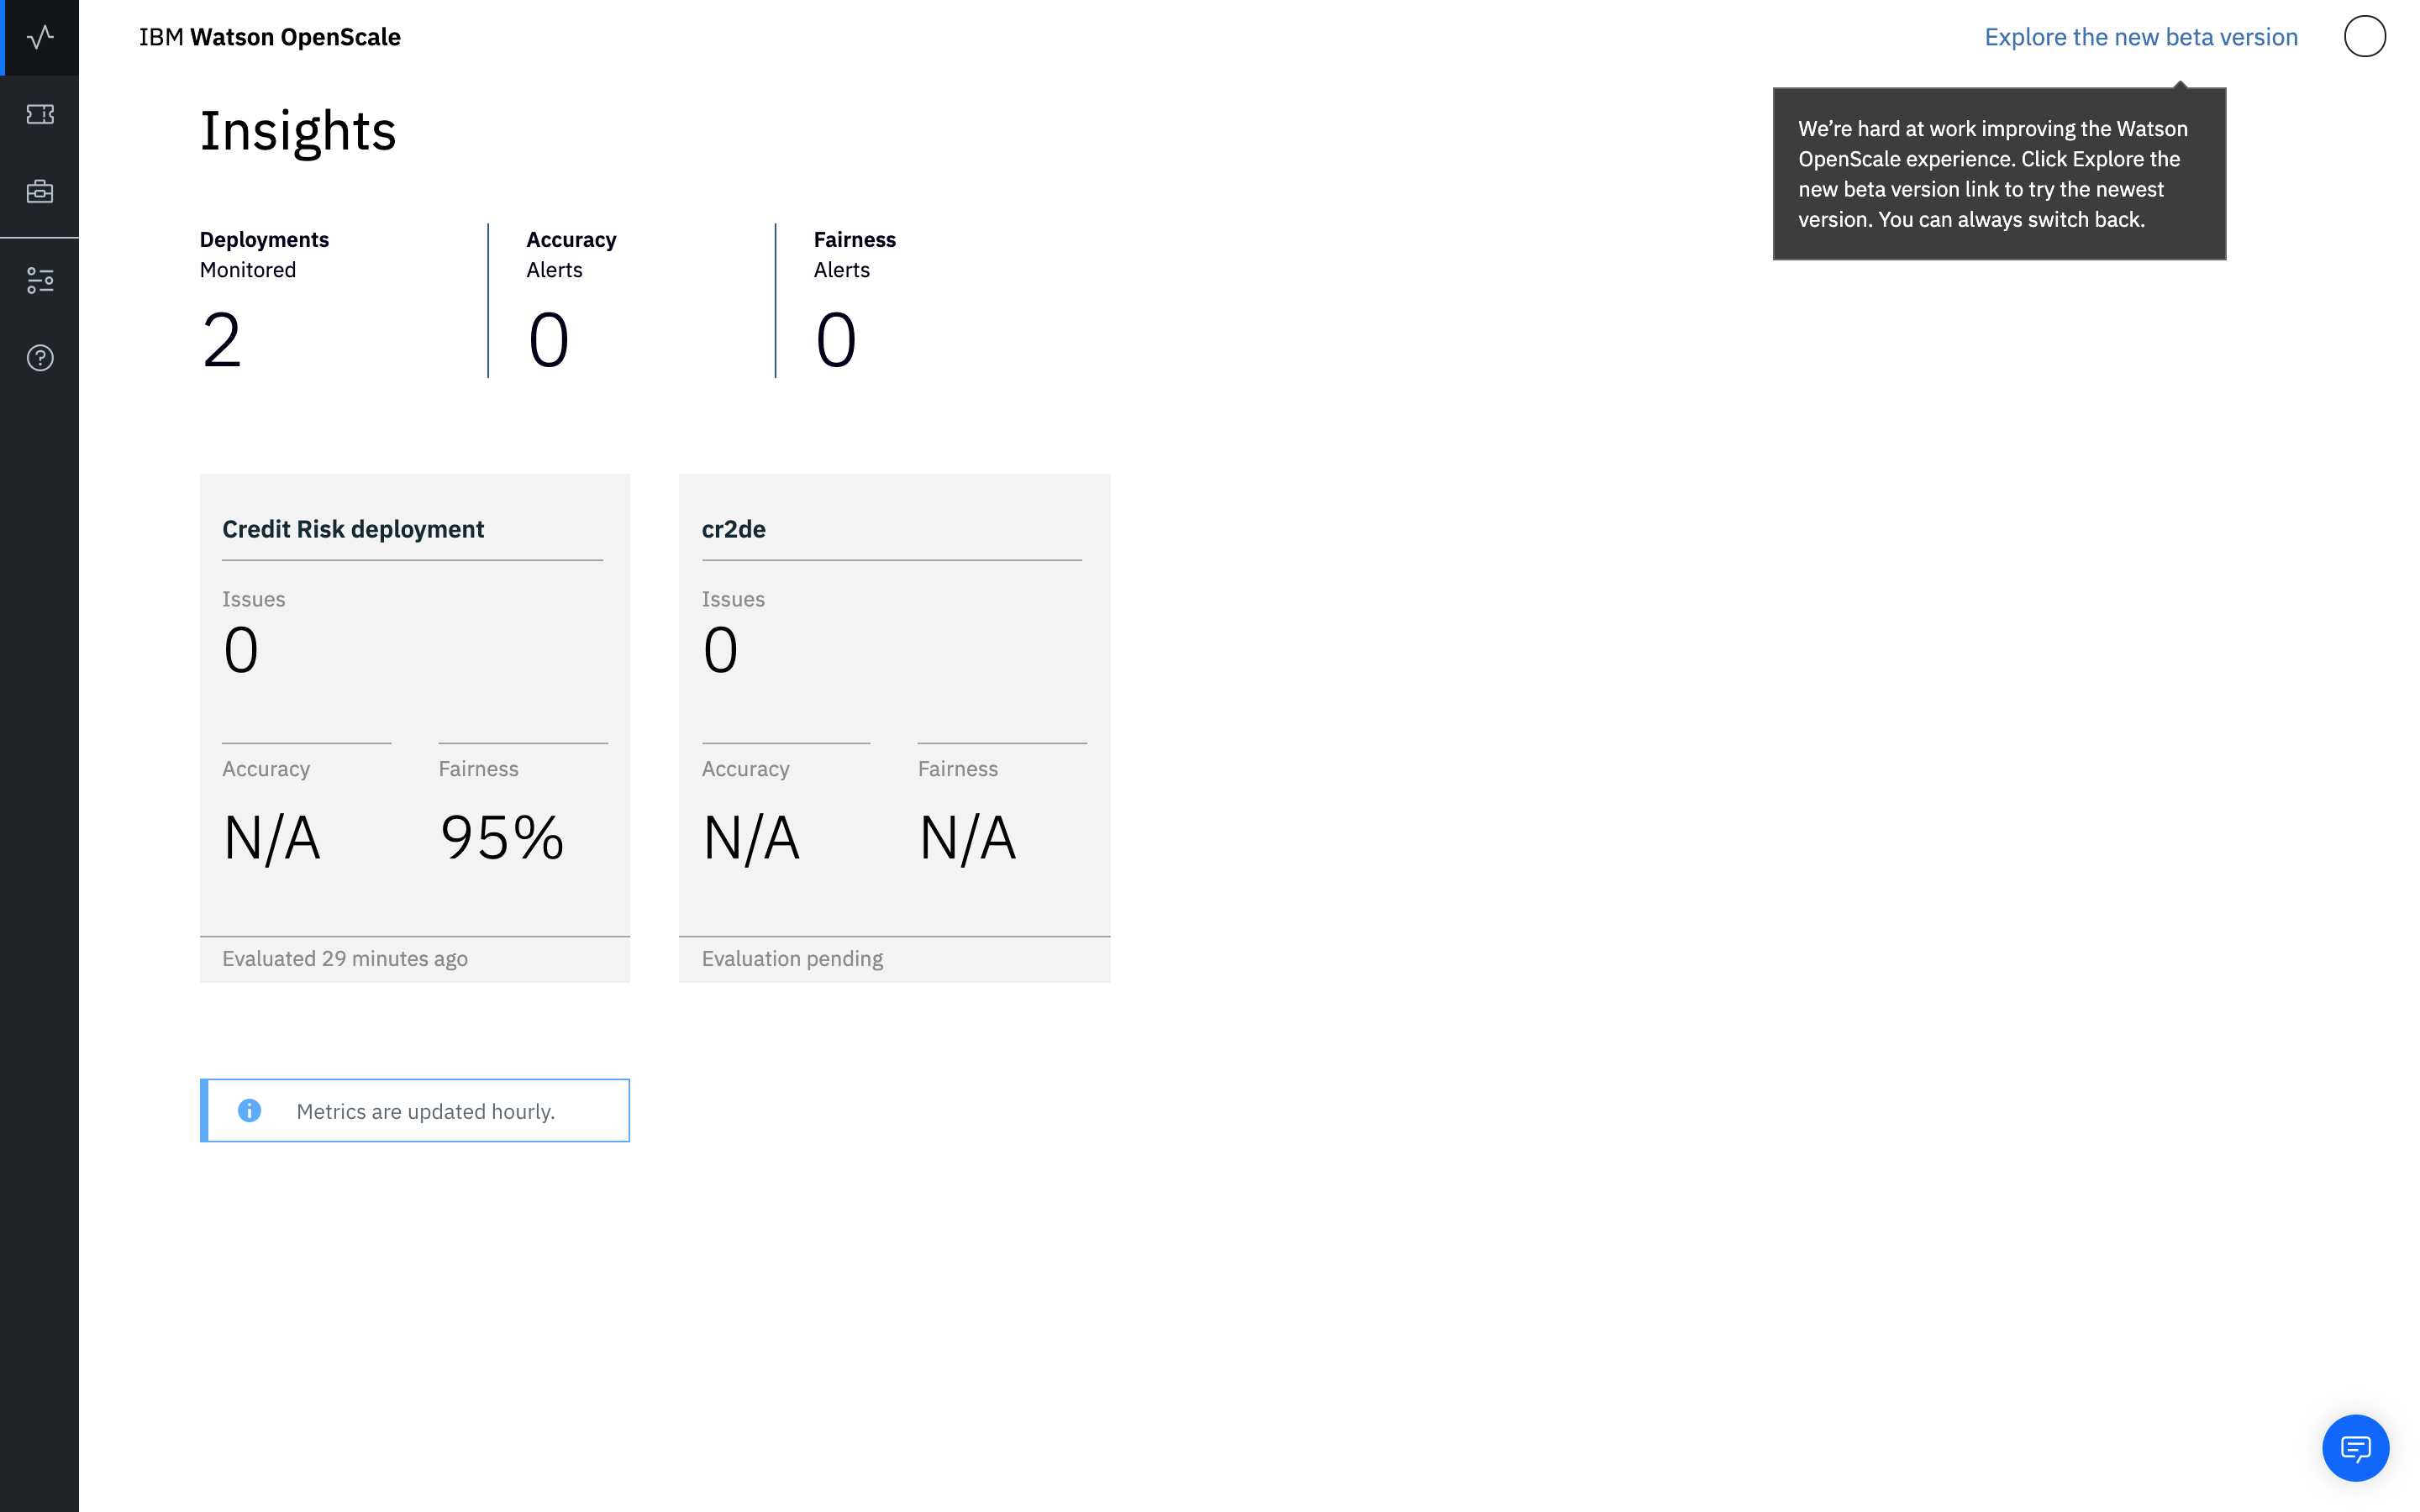 IBM Watson OpenScale
Explore the new beta version
We’re hard at work improving the Watson
OpenScale experience. Click Explore the
new beta version link to try the newest
version. You can always switch back.
Insights
Deployments
Monitored
2
Accuracy
Alerts
0
Fairness
Alerts
0
Credit Risk deployment
Issues
0
Accuracy
N/A
Fairness
95%
Evaluated 29 minutes ago
cr2de
Issues
0
Accuracy
N/A
Fairness
N/A
Evaluation pending
Metrics are updated hourly.